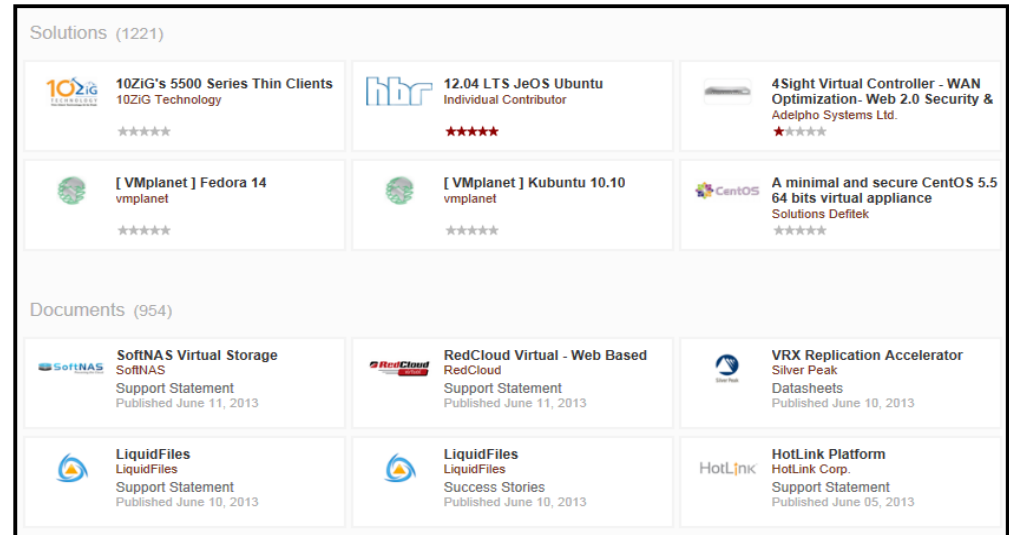 Solutions (1221)
10ZiG TECHNOLOGY
10ZiG's 5500 Series Thin Clients
10ZiG Technology
hbr
12.04 LTS JeOS Ubuntu
Individual Contributor
4Sight Virtual Controller - WAN
Optimization- Web 2.0 Security &
Adelpho Systems Ltd.
[ VMplanet ] Fedora 14
vmplanet
[ VMplanet ] Kubuntu 10.10
vmplanet
CentOS
A minimal and secure CentOS 5.5
64 bits virtual appliance
Solutions Defitek
Documents (954)
SoftNAS
SoftNAS Virtual Storage
SoftNAS
Support Statement
Published June 11, 2013
RedCloud
RedCloud Virtual - Web Based
RedCloud
Support Statement
Published June 11, 2013
Silver Peak
VRX Replication Accelerator
Silver Peak
Datasheets
Published June 10, 2013
LiquidFiles
LiquidFiles
Support Statement
Published June 10, 2013
LiquidFiles
LiquidFiles
Success Stories
Published June 10, 2013
HotLink
HotLink Platform
HotLink Corp.
Support Statement
Published June 05, 2013